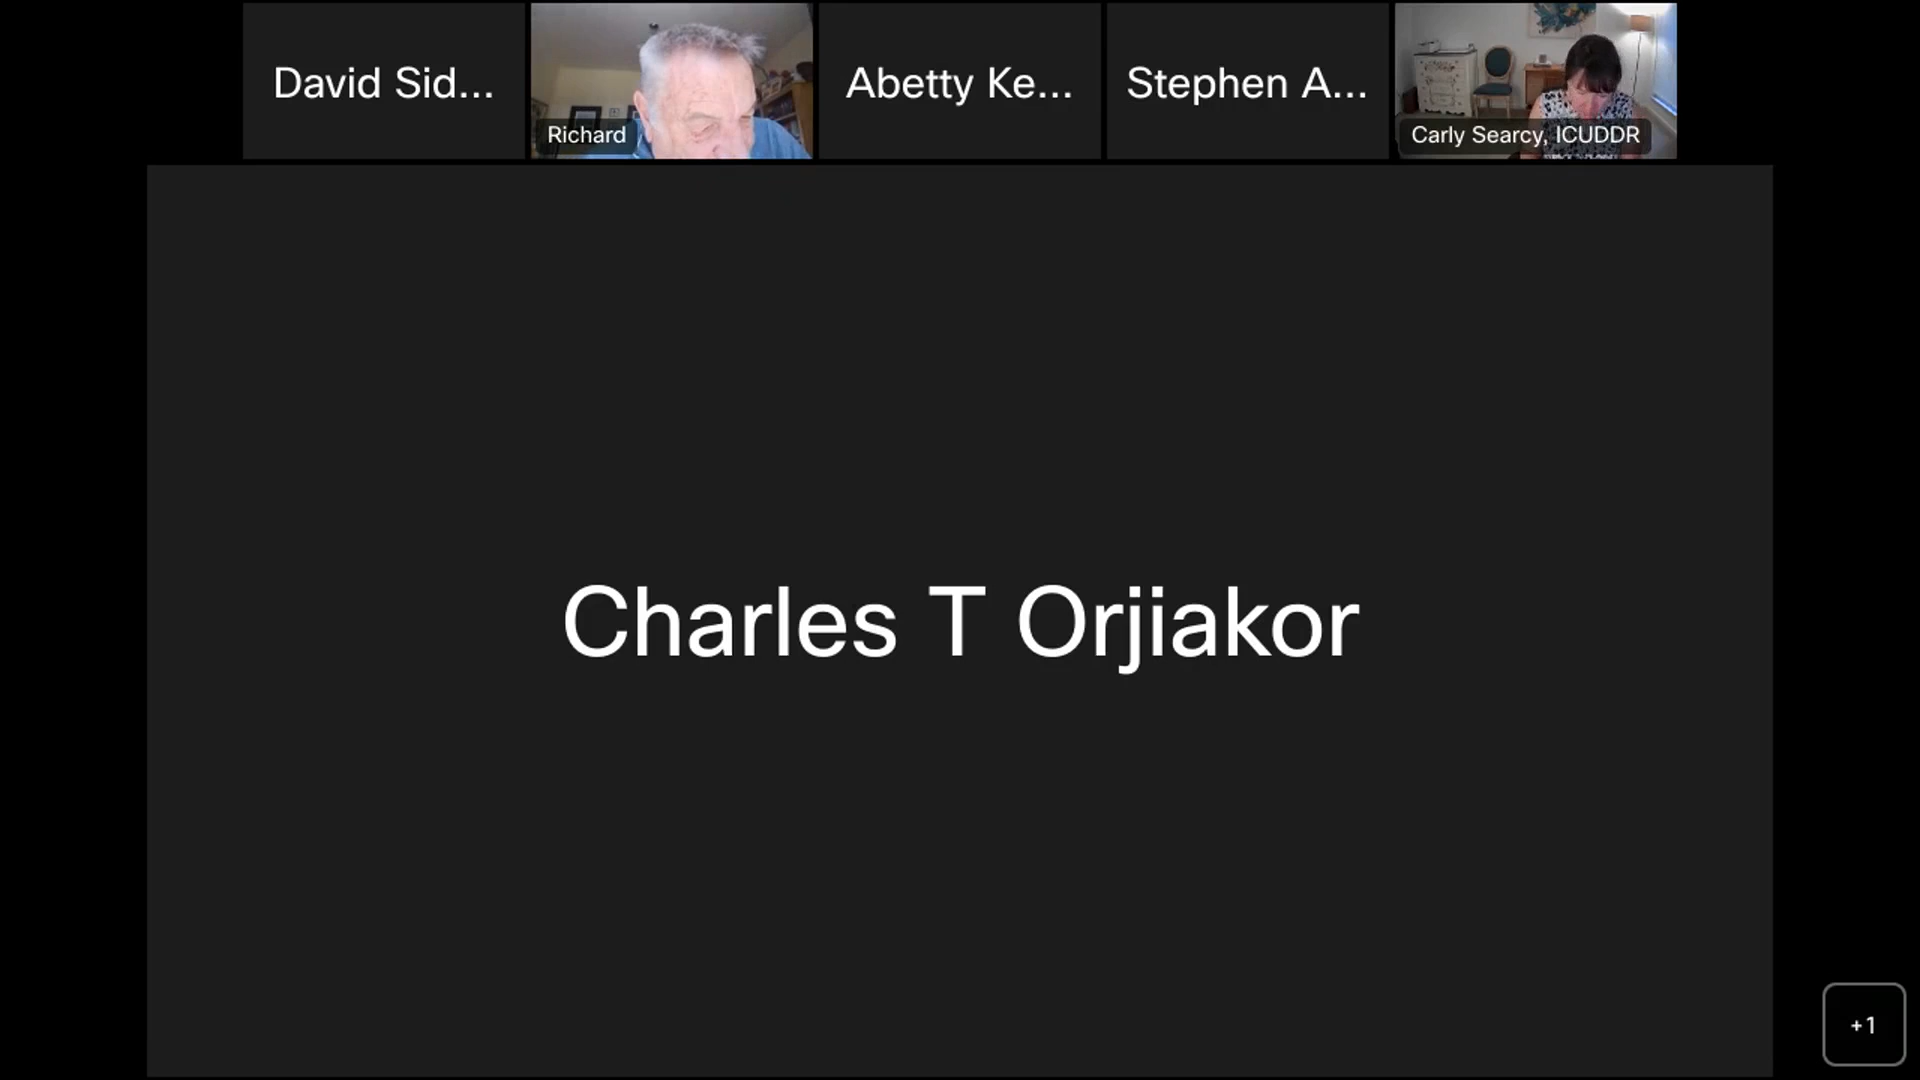 David Sid...
Richard
Abetty Ke...
Stephen A...
Carly Searcy, ICUDDR
Charles T Orjiakor
+1